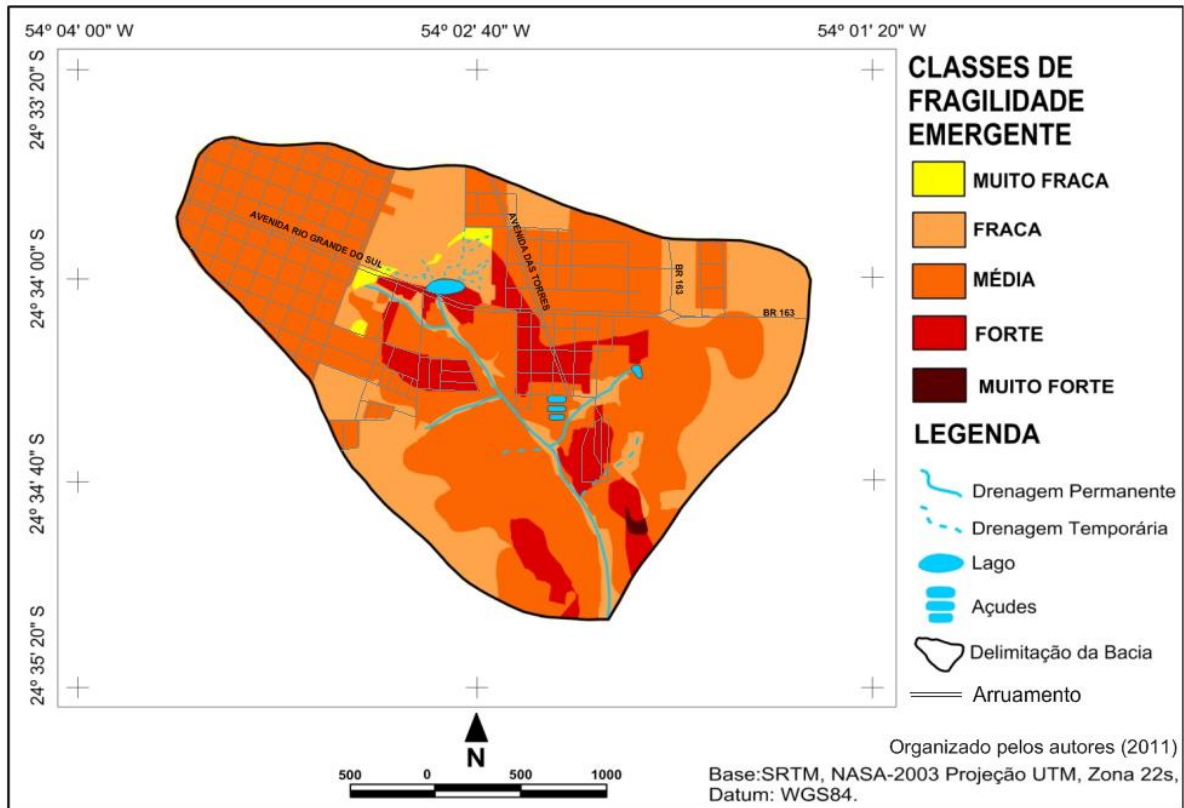 54º 04' 00" W
54º 02' 40" W
54º 01' 20" W
24º 33' 20" S
24º 34' 00" S
24º 34' 40" S
24º 35' 20" S
AVENIDA RIO GRANDE DO SUL
AVENIDA DAS TORRES
BR 163
BR 163
CLASSES DE
FRAGILIDADE
EMERGENTE
MUITO FRACA
FRACA
MÉDIA
FORTE
MUITO FORTE
LEGENDA
Drenagem Permanente
Drenagem Temporária
Lago
Açudes
Delimitação da Bacia
Arruamento
N
500 0 500 1000
Organizado pelos autores (2011)
Base:SRTM, NASA-2003 Projeção UTM, Zona 22s,
Datum: WGS84.